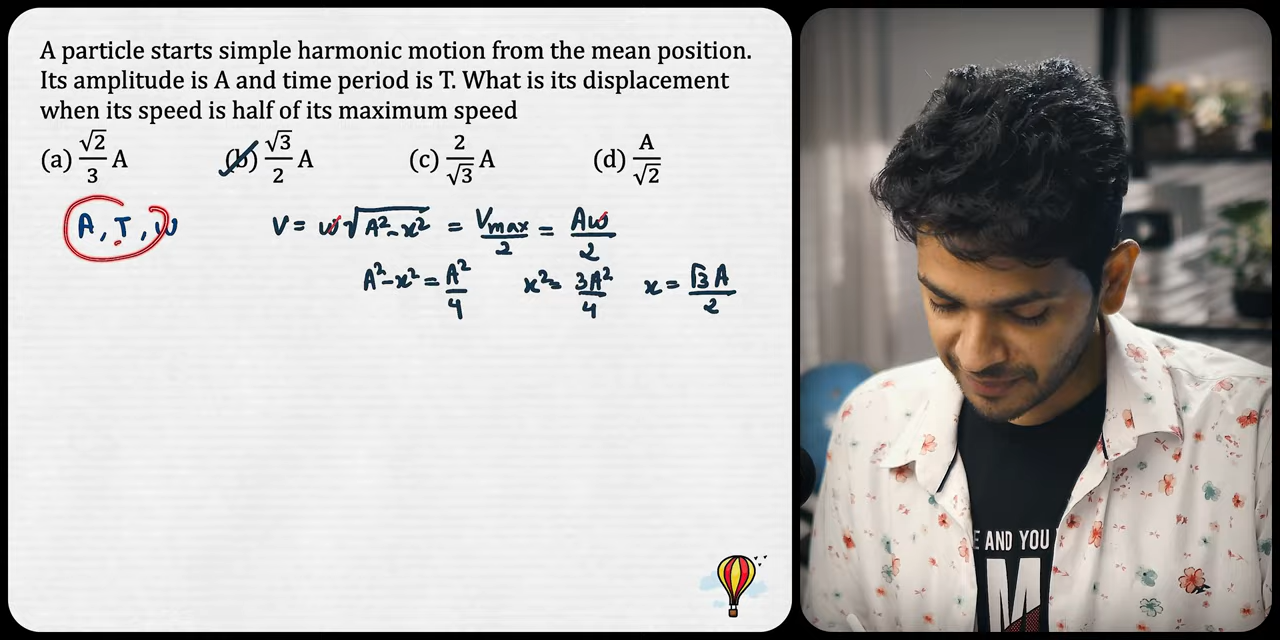 A particle starts simple harmonic motion from the mean position.
Its amplitude is A and time period is T. What is its displacement
when its speed is half of its maximum speed
(a) √2/3 A (b) √3/2 A (c) 2/√3 A (d) A/√2
A, T, ω V = ω√(A²-x²) = Vmax/2 = Aω/2
A²-x² = A²/4 x² = 3A²/4 x = √3A/2
E AND YOU
M